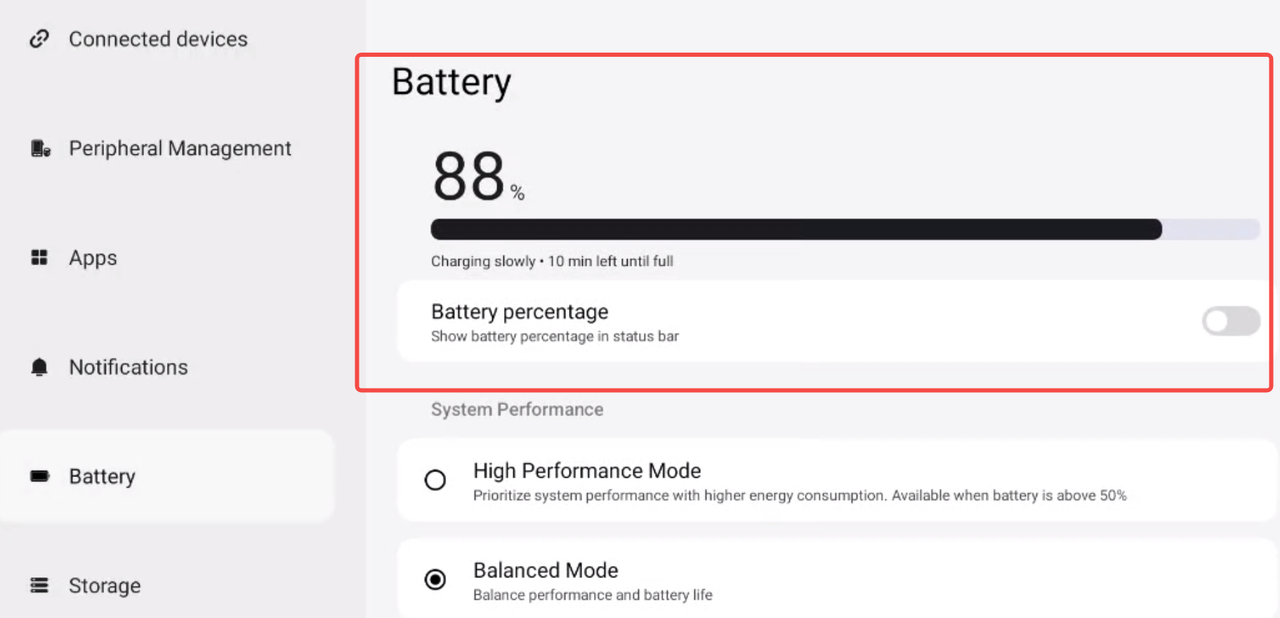 Connected devices
Peripheral Management
Apps
Notifications
Battery
Storage
Battery
88 %
Charging slowly • 10 min left until full
Battery percentage
Show battery percentage in status bar
System Performance
High Performance Mode
Prioritize system performance with higher energy consumption. Available when battery is above 50%
Balanced Mode
Balance performance and battery life